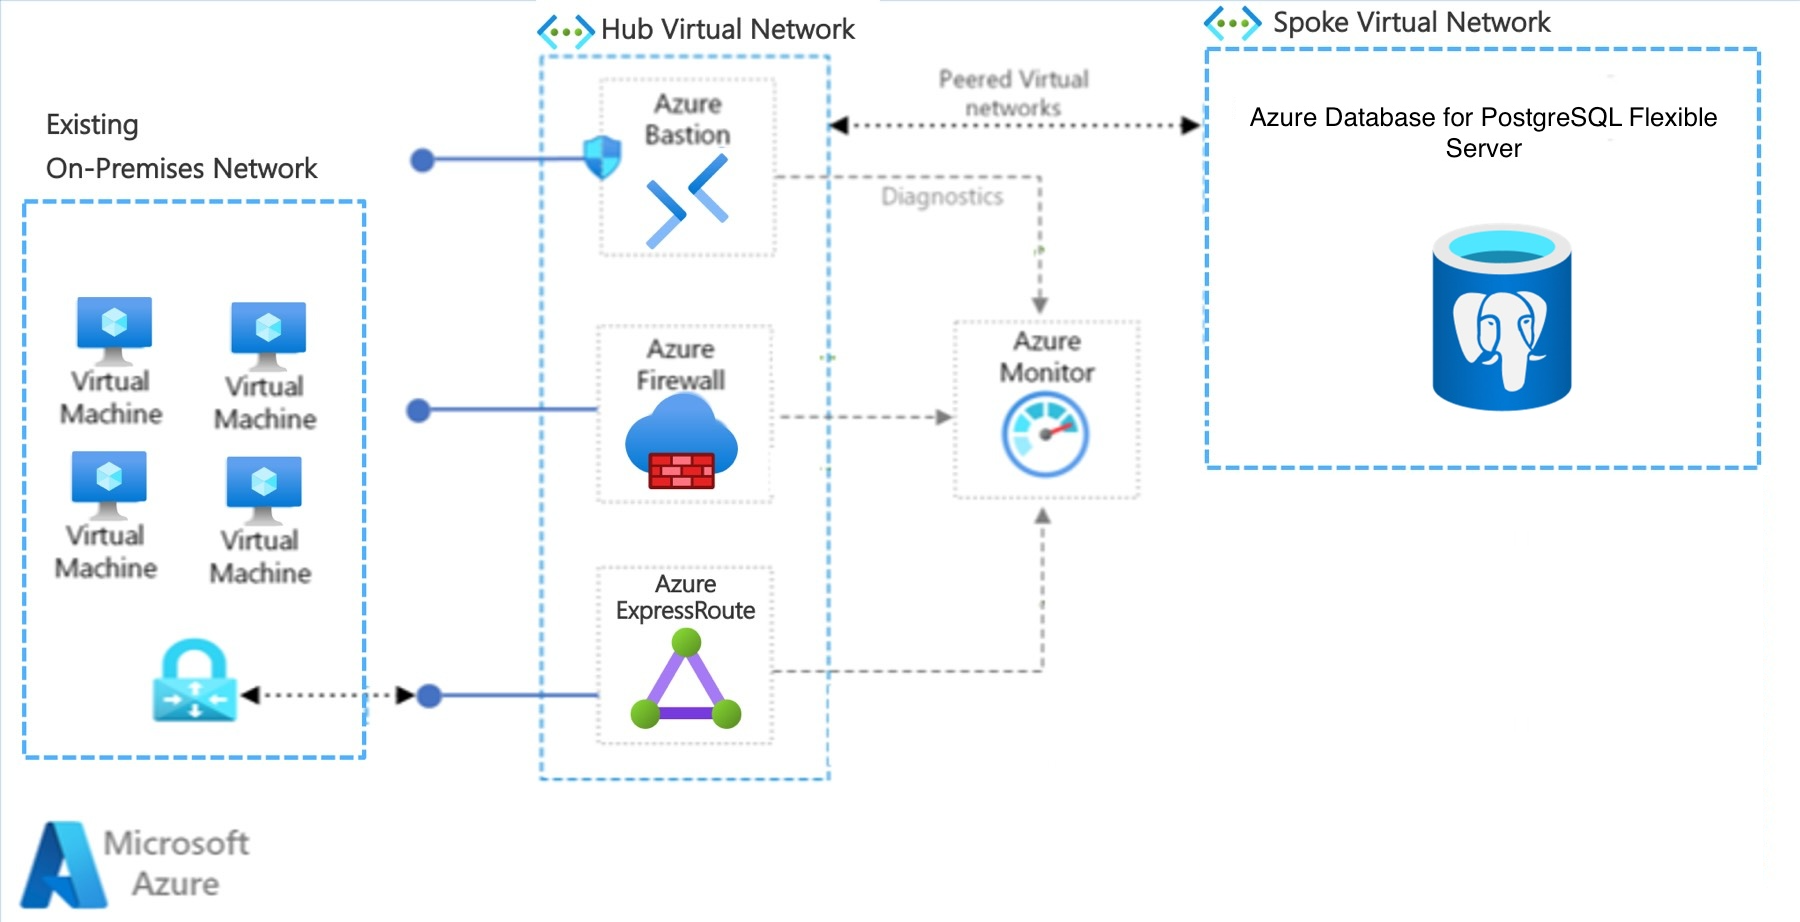 Hub Virtual Network
Spoke Virtual Network
Existing
On-Premises Network
Azure
Bastion
Peered Virtual
networks
Azure Database for PostgreSQL Flexible
Server
Diagnostics
Virtual
Machine
Virtual
Machine
Virtual
Machine
Virtual
Machine
Azure
Firewall
Azure
Monitor
Azure
ExpressRoute
Microsoft
Azure